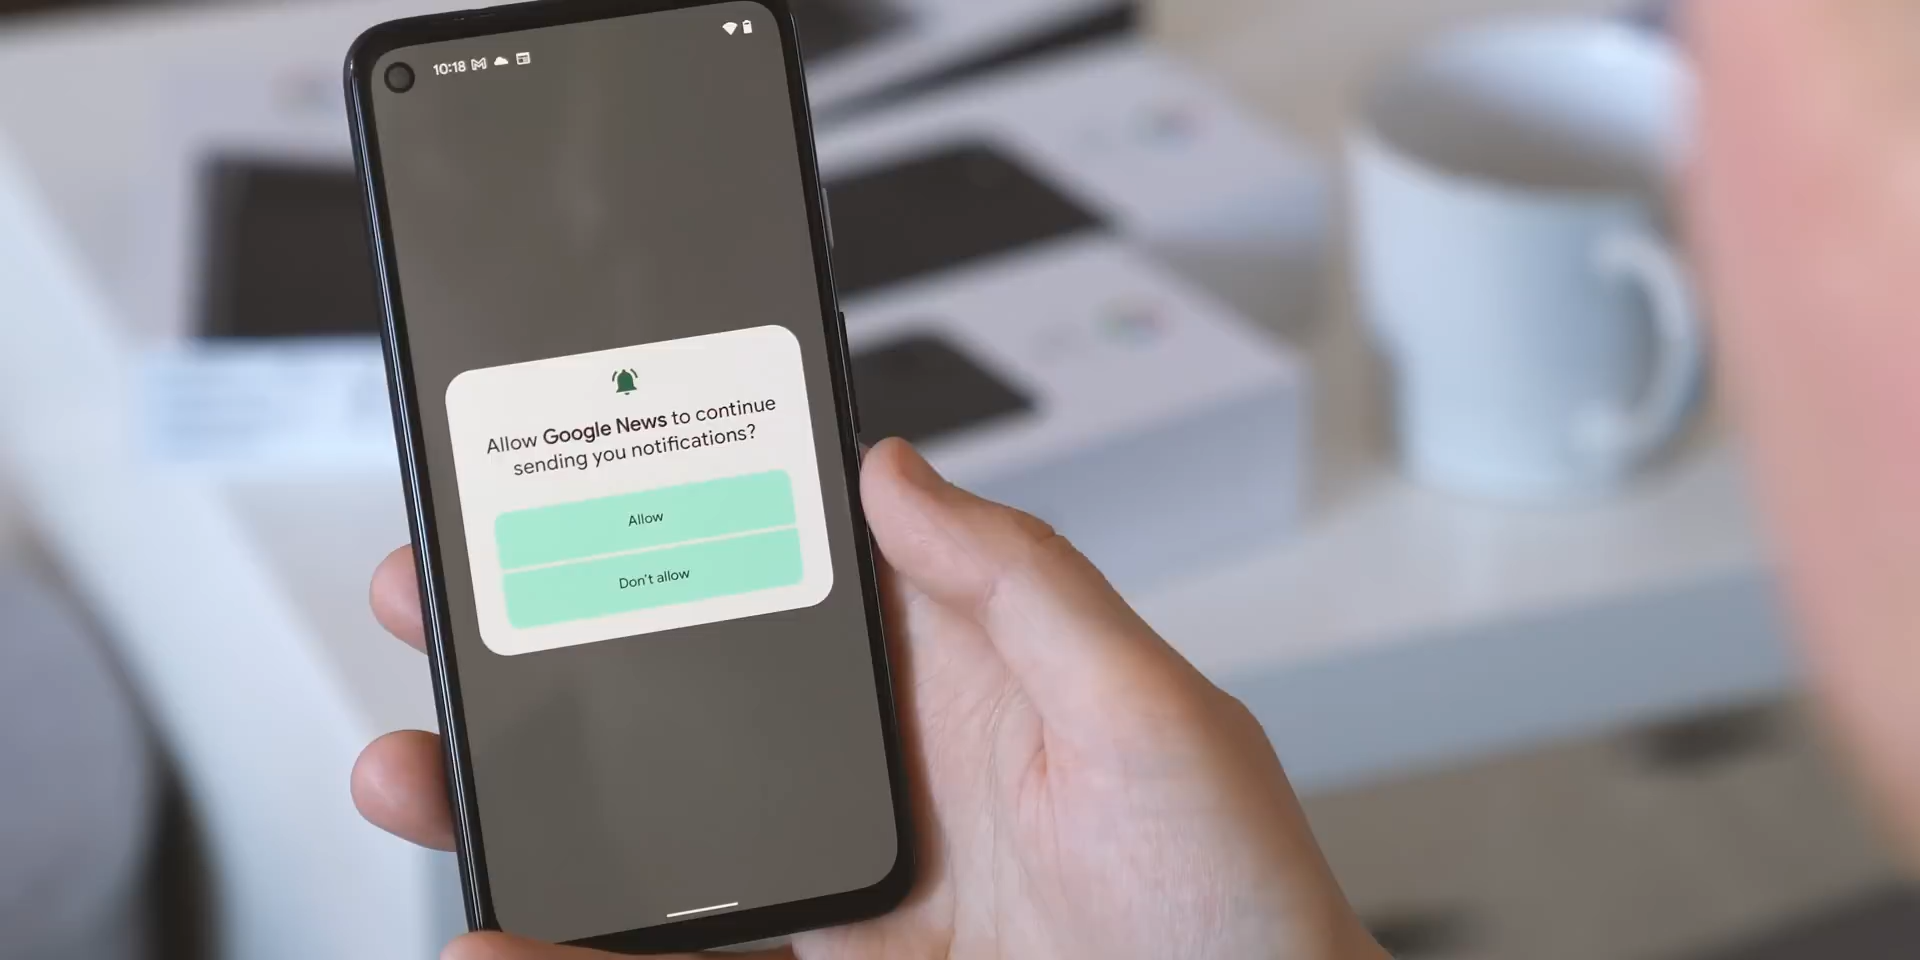 10:18
Allow Google News to continue
sending you notifications?
Allow
Don't allow